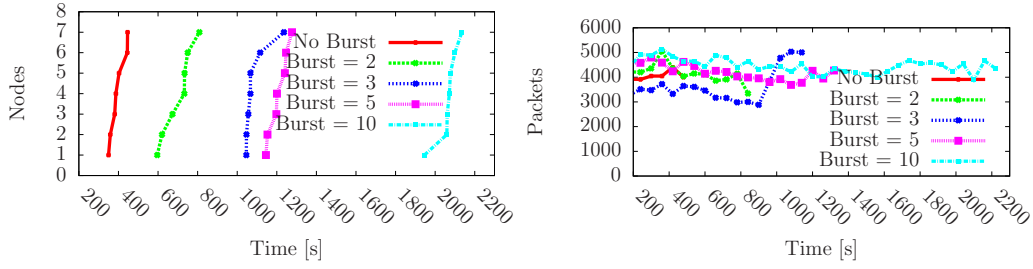 8
7
6
5
4
3
2
1
0
Nodes
No Burst
Burst = 2
Burst = 3
Burst = 5
Burst = 10
200 400 600 800 1000 1200 1400 1600 1800 2000 2200
Time [s]
6000
5000
4000
3000
2000
1000
0
Packets
No Burst
Burst = 2
Burst = 3
Burst = 5
Burst = 10
200 400 600 800 1000 1200 1400 1600 1800 2000 2200
Time [s]